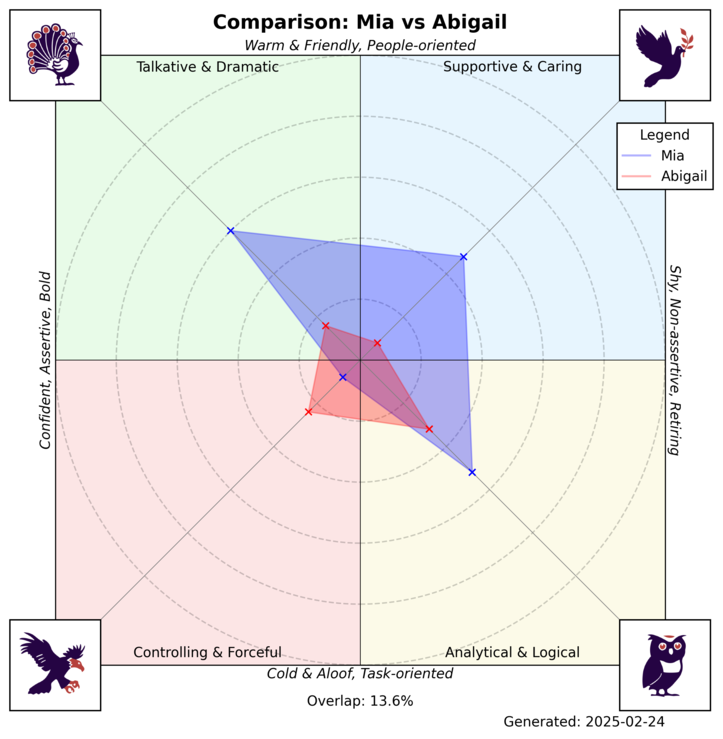 Comparison: Mia vs Abigail
Warm & Friendly, People-oriented
Talkative & Dramatic
Supportive & Caring
Legend
Mia
Abigail
Confident, Assertive, Bold
Shy, Non-assertive, Retiring
Controlling & Forceful
Analytical & Logical
Cold & Aloof, Task-oriented
Overlap: 13.6%
Generated: 2025-02-24